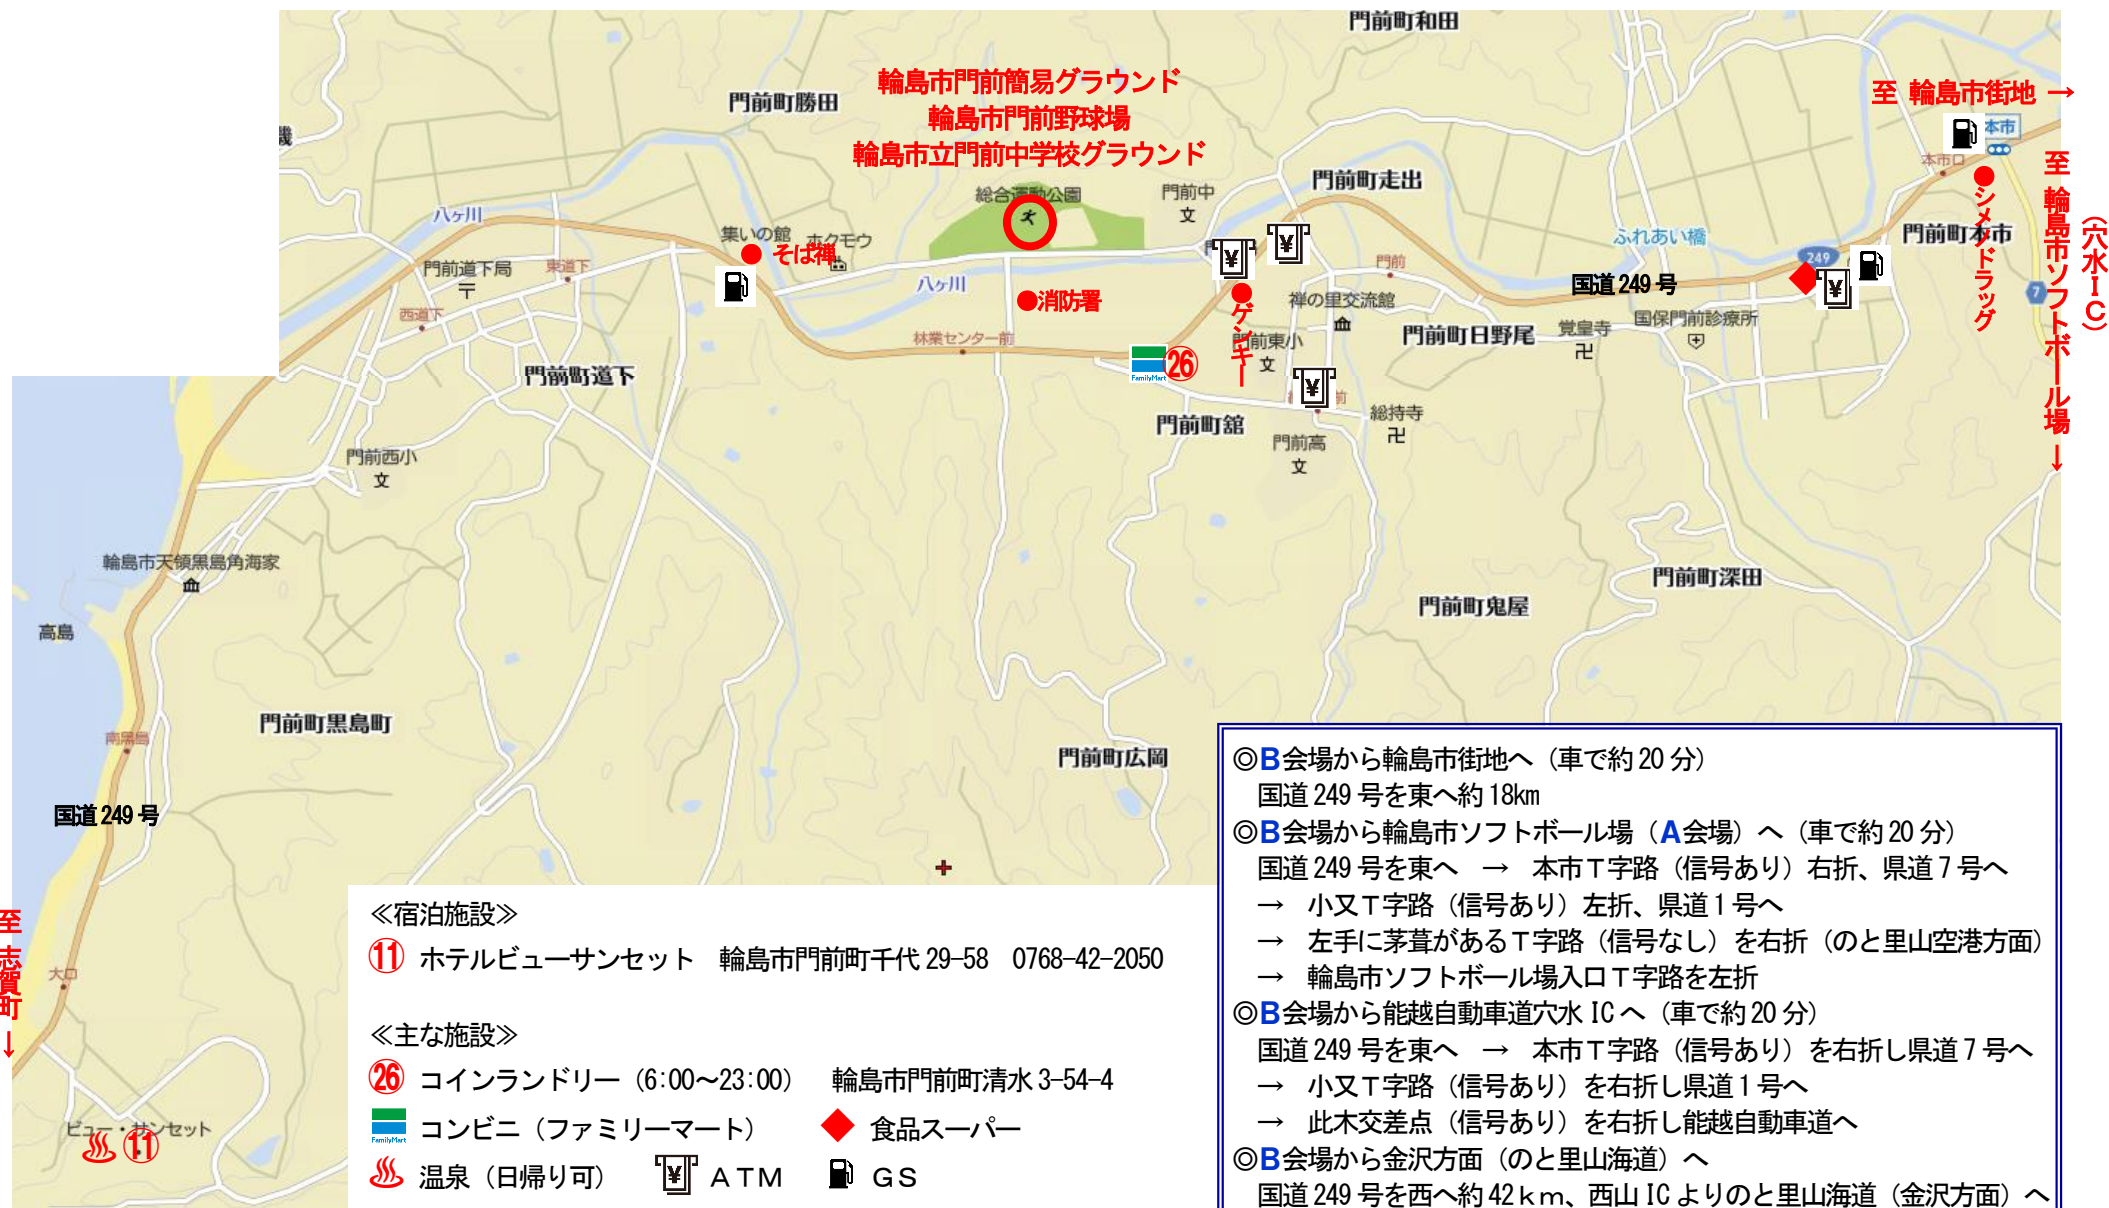 門前町和田
輪島市門前簡易グラウンド
輪島市門前野球場
輪島市立門前中学校グラウンド
門前町勝田
至 輪島市街地 →
本市
本市口
至 輪島市ソフトボール場 →
（穴水ＩＣ）
シメノドラッグ
門前町本市
7
249
ふれあい橋
国道249号
門前町走出
門前中
文
総合運動公園
八ヶ川
集いの館
そば禅
ホクモウ
門前道下局
東道下
西道下
八ヶ川
消防署
ゲンキー
門前
禅の里交流館
門前町日野尾
覚皇寺
国保門前診療所
門前東小
文
林業センター前
FamilyMart
26
門前町道下
門前町舘
総持寺
門前高
文
門前西小
文
輪島市天領黒島角海家
高島
門前町深田
門前町鬼屋
南黒島
門前町黒島町
門前町広岡
国道249号
至 志賀町 →
大口
ビュー・サンセット
11
≪宿泊施設≫
⑪ ホテルビューサンセット 輪島市門前町千代29-58 0768-42-2050
≪主な施設≫
㉖ コインランドリー（6:00～23:00） 輪島市門前町清水3-54-4
FamilyMart コンビニ（ファミリーマート） ◆ 食品スーパー
♨ 温泉（日帰り可） ¥ ＡＴＭ ＧＳ
◎B会場から輪島市街地へ（車で約20分）
国道249号を東へ約18km
◎B会場から輪島市ソフトボール場（A会場）へ（車で約20分）
国道249号を東へ → 本市Ｔ字路（信号あり）右折、県道7号へ
→ 小又Ｔ字路（信号あり）左折、県道1号へ
→ 左手に茅葺があるＴ字路（信号なし）を右折（のと里山空港方面）
→ 輪島市ソフトボール場入口Ｔ字路を左折
◎B会場から能越自動車道穴水ICへ（車で約20分）
国道249号を東へ → 本市Ｔ字路（信号あり）を右折し県道7号へ
→ 小又Ｔ字路（信号あり）を右折し県道1号へ
→ 此木交差点（信号あり）を右折し能越自動車道へ
◎B会場から金沢方面（のと里山海道）へ
国道249号を西へ約42ｋｍ、西山ICよりのと里山海道（金沢方面）へ